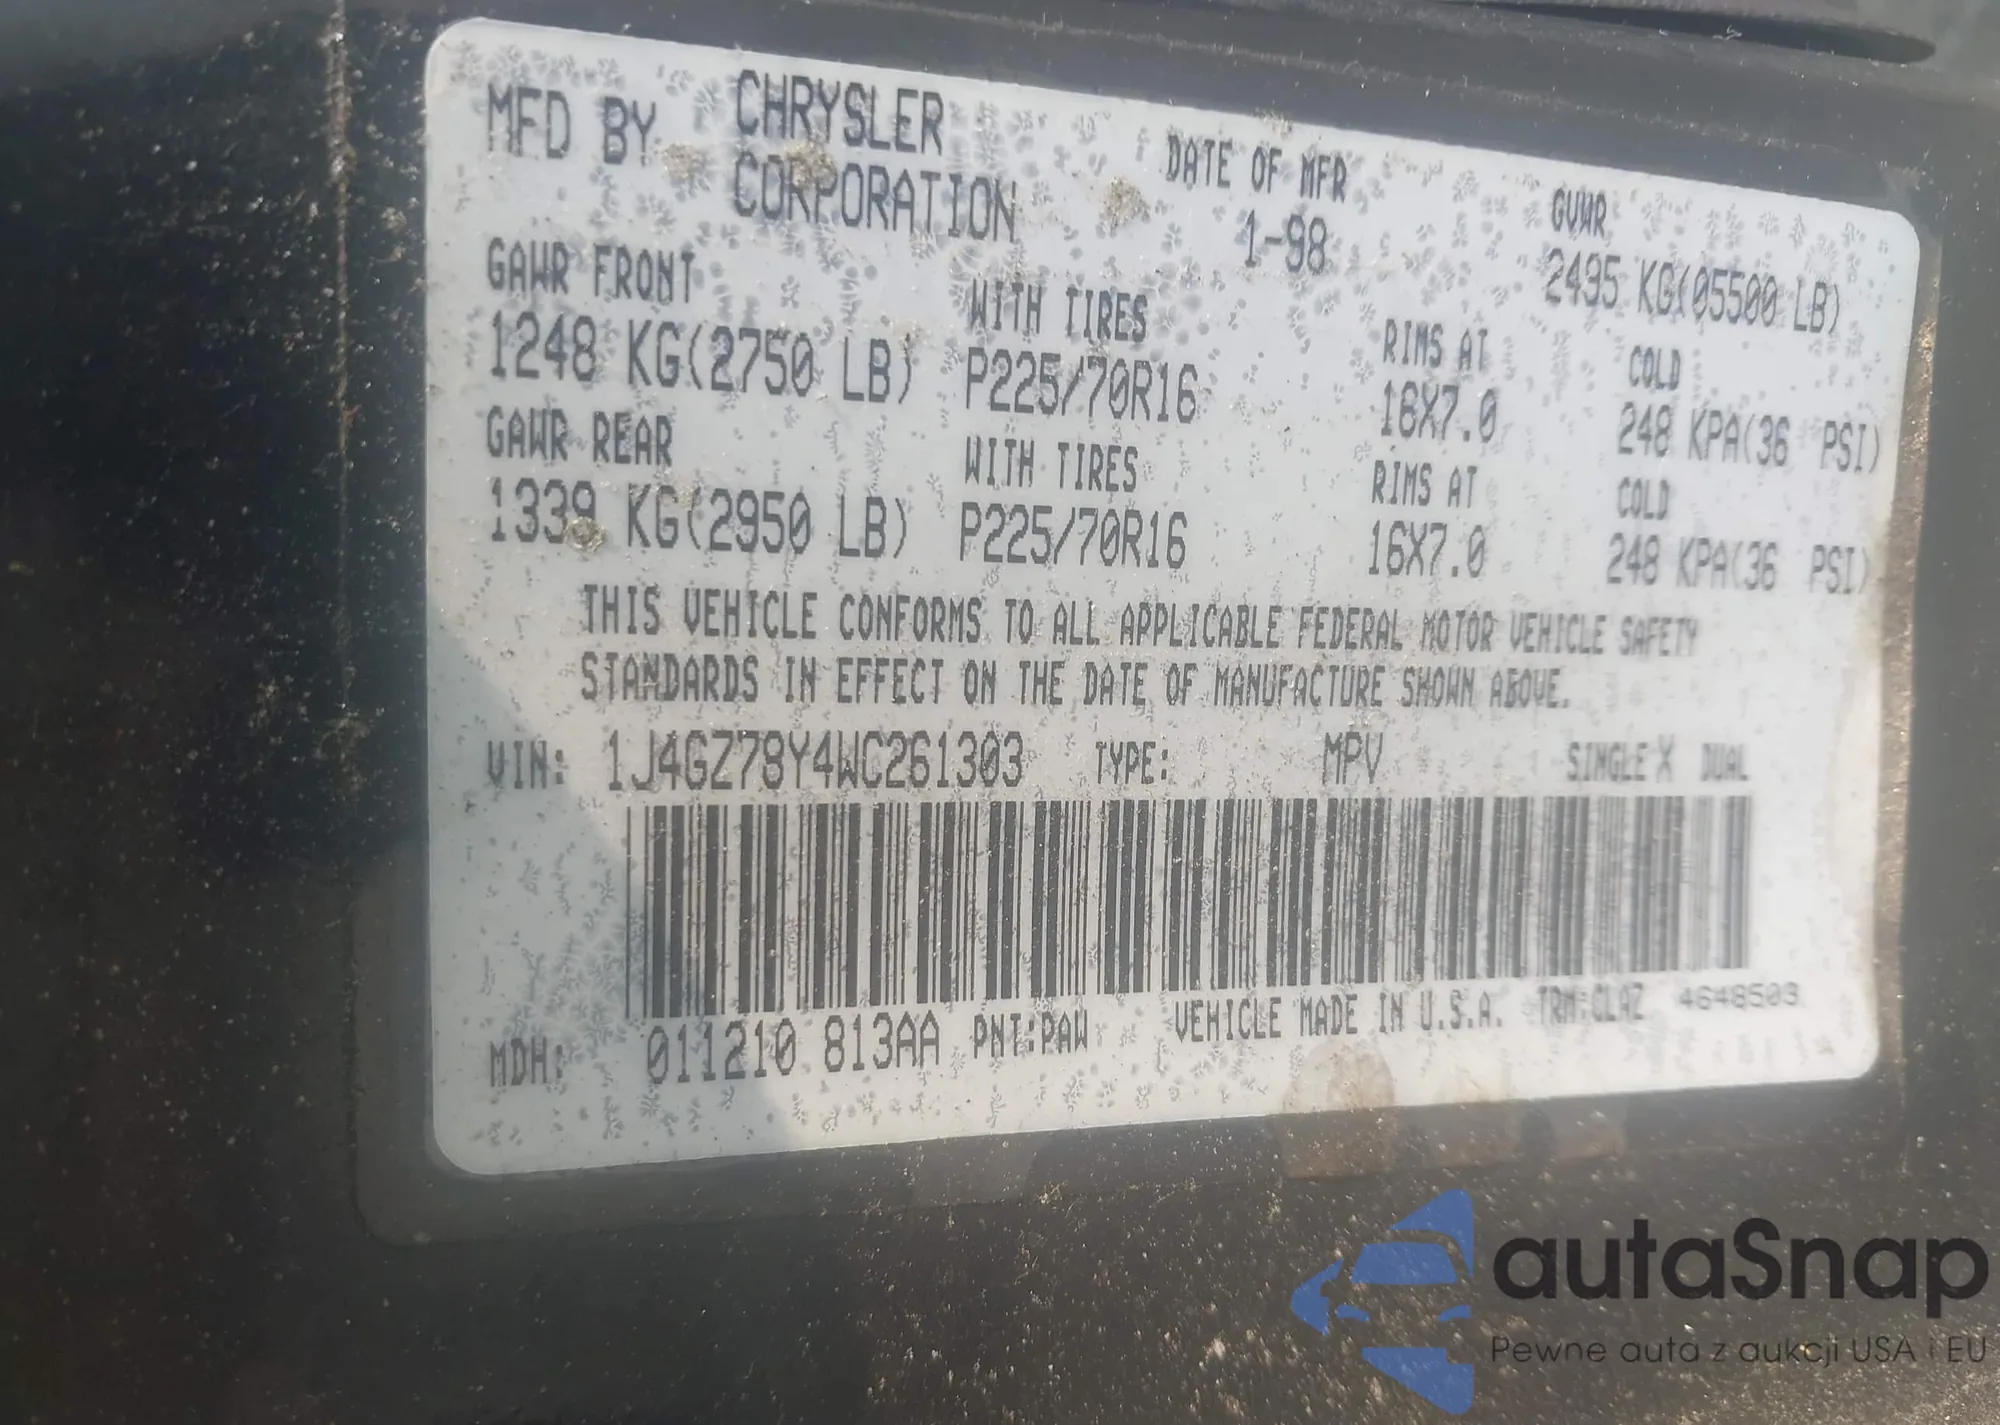 MFD BY CHRYSLER CORPORATION DATE OF MFR 1-98 GVWR 2495 KG(05500 LB)
GAWR FRONT WITH TIRES RIMS AT COLD
1248 KG(2750 LB) P225/70R16 16X7.0 248 KPA(36 PSI)
GAWR REAR WITH TIRES RIMS AT COLD
1339 KG(2950 LB) P225/70R16 16X7.0 248 KPA(36 PSI)
THIS VEHICLE CONFORMS TO ALL APPLICABLE FEDERAL MOTOR VEHICLE SAFETY
STANDARDS IN EFFECT ON THE DATE OF MANUFACTURE SHOWN ABOVE.
VIN: 1J4GZ78Y4WC261303 TYPE: MPV SINGLE X DUAL
MDH: 011210 813AA PNT:PAW VEHICLE MADE IN U.S.A. TRM:CLAZ 4648503
autaSnap
Pewne auta z aukcji USA i EU